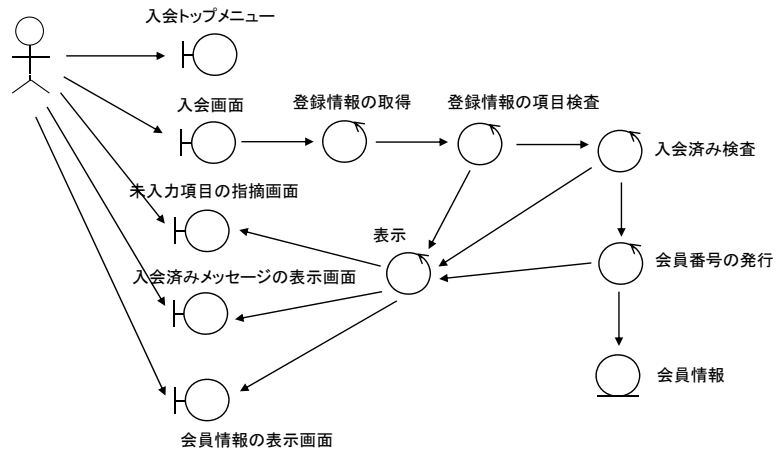 入会トップメニュー
入会画面
登録情報の取得
登録情報の項目検査
入会済み検査
未入力項目の指摘画面
表示
入会済みメッセージの表示画面
会員番号の発行
会員情報
会員情報の表示画面